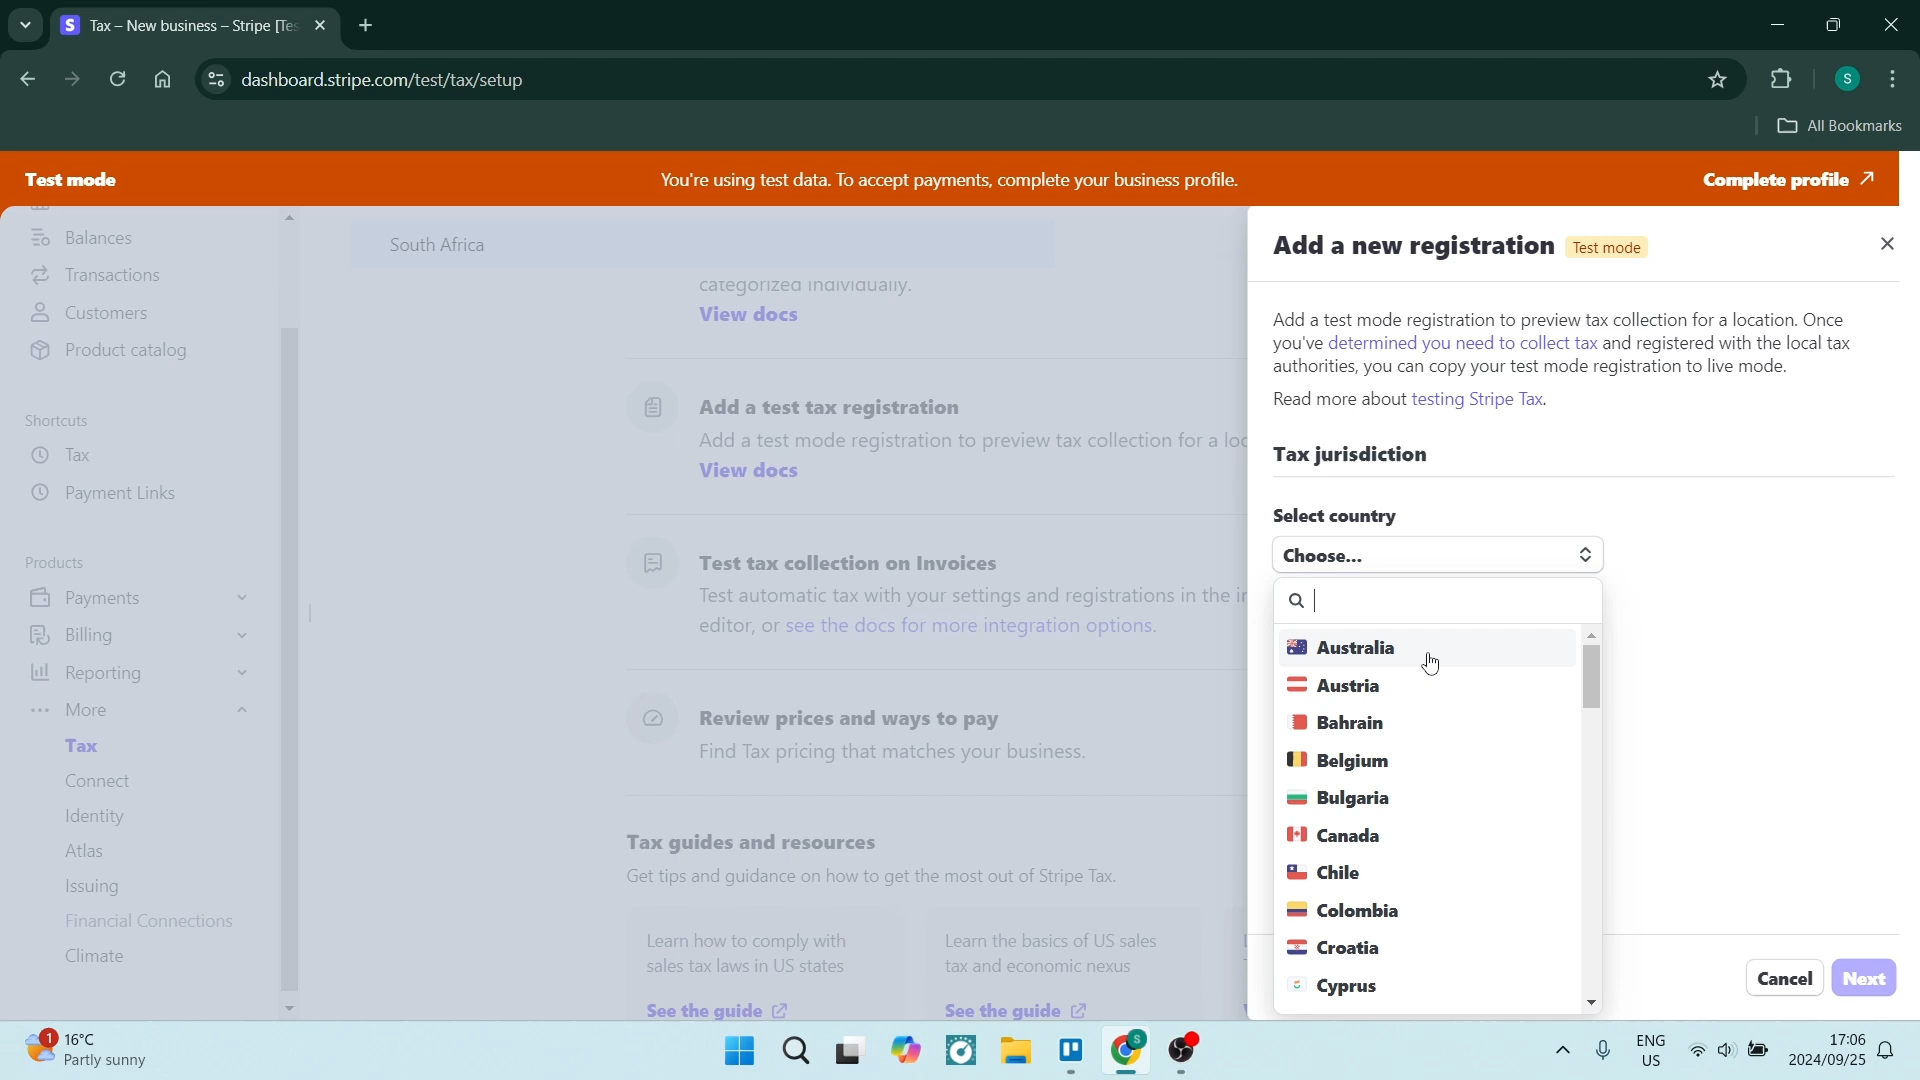 Tax – New business – Stripe [Tes
dashboard.stripe.com/test/tax/setup
S
All Bookmarks
Test mode
You're using test data. To accept payments, complete your business profile.
Complete profile
Balances
Transactions
Customers
Product catalog
Shortcuts
Tax
Payment Links
Products
Payments
Billing
Reporting
More
Tax
Connect
Identity
Atlas
Issuing
Financial Connections
Climate
South Africa
categorized individually.
View docs
Add a test tax registration
Add a test mode registration to preview tax collection for a loc
View docs
Test tax collection on Invoices
Test automatic tax with your settings and registrations in the in
editor, or see the docs for more integration options.
Review prices and ways to pay
Find Tax pricing that matches your business.
Tax guides and resources
Get tips and guidance on how to get the most out of Stripe Tax.
Learn how to comply with
sales tax laws in US states
See the guide
Learn the basics of US sales
tax and economic nexus
See the guide
Add a new registration Test mode
Add a test mode registration to preview tax collection for a location. Once
you've determined you need to collect tax and registered with the local tax
authorities, you can copy your test mode registration to live mode.
Read more about testing Stripe Tax.
Tax jurisdiction
Select country
Choose...
Australia
Austria
Bahrain
Belgium
Bulgaria
Canada
Chile
Colombia
Croatia
Cyprus
Cancel
Next
1
16°C
Partly sunny
S
ENG
US
17:06
2024/09/25